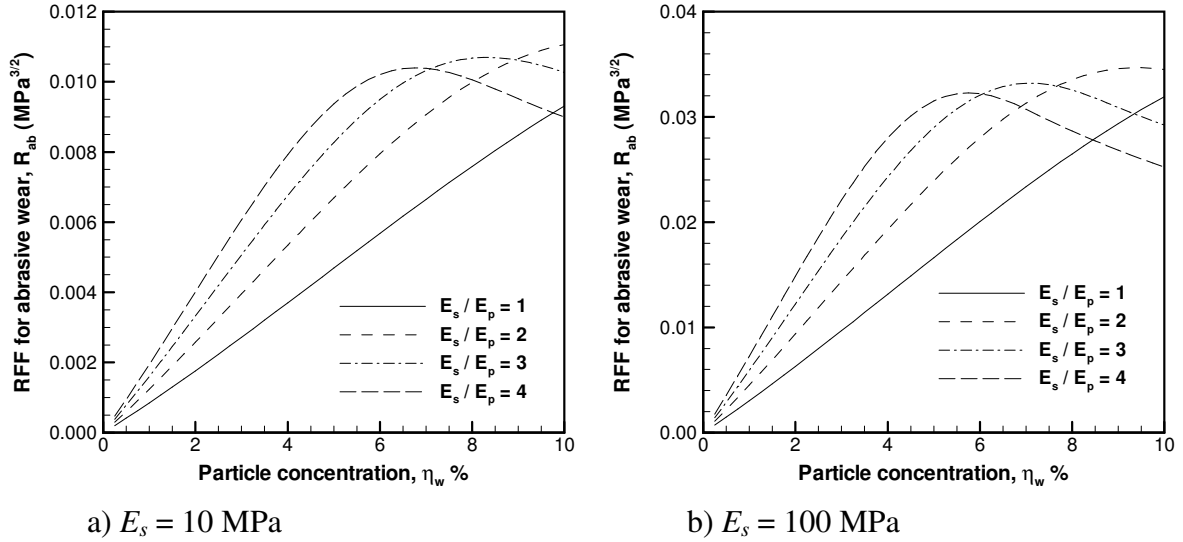 RFF for abrasive wear, R_ab (MPa^3/2)
0.012
0.010
0.008
0.006
0.004
0.002
0.000
0
2
4
6
8
10
Particle concentration, η_w %
E_s / E_p = 1
E_s / E_p = 2
E_s / E_p = 3
E_s / E_p = 4
a) E_s = 10 MPa
RFF for abrasive wear, R_ab (MPa^3/2)
0.04
0.03
0.02
0.01
0.00
0
2
4
6
8
10
Particle concentration, η_w %
E_s / E_p = 1
E_s / E_p = 2
E_s / E_p = 3
E_s / E_p = 4
b) E_s = 100 MPa